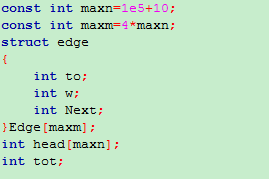 const int maxn=1e5+10;
const int maxm=4*maxn;
struct edge
{
    int to;
    int w;
    int Next;
}Edge[maxm];
int head[maxn];
int tot;